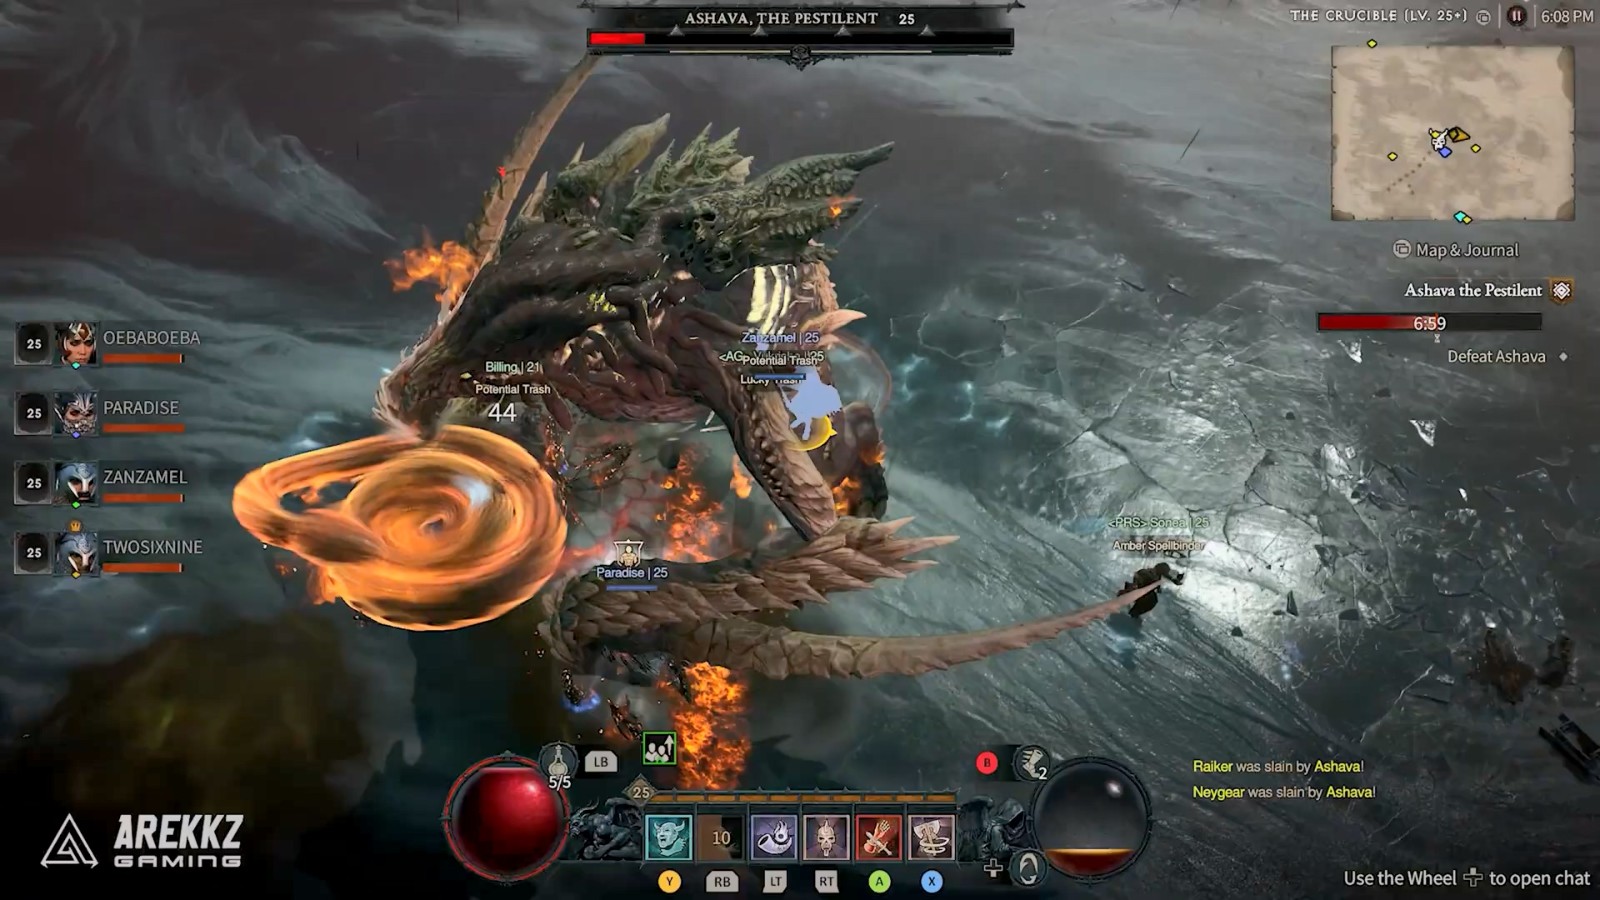 ASHAVA, THE PESTILENT 25
THE CRUCIBLE (LV. 25+) 6:08 PM
Map & Journal
Ashava the Pestilent
6:59
Defeat Ashava
25 OEBABOEBA
25 PARADISE
25 ZANZAMEL
25 TWOSIXNINE
Zanzamel | 25
Potential Trash
Billing | 21
Potential Trash
44
<PRS> Sonea | 25
Amber Spellbinder
Paradise | 25
Raiker was slain by Ashava!
Neygear was slain by Ashava!
5/5 LB
B 2
25
10
Y RB LT RT A X
AREKKZ
GAMING
Use the Wheel to open chat